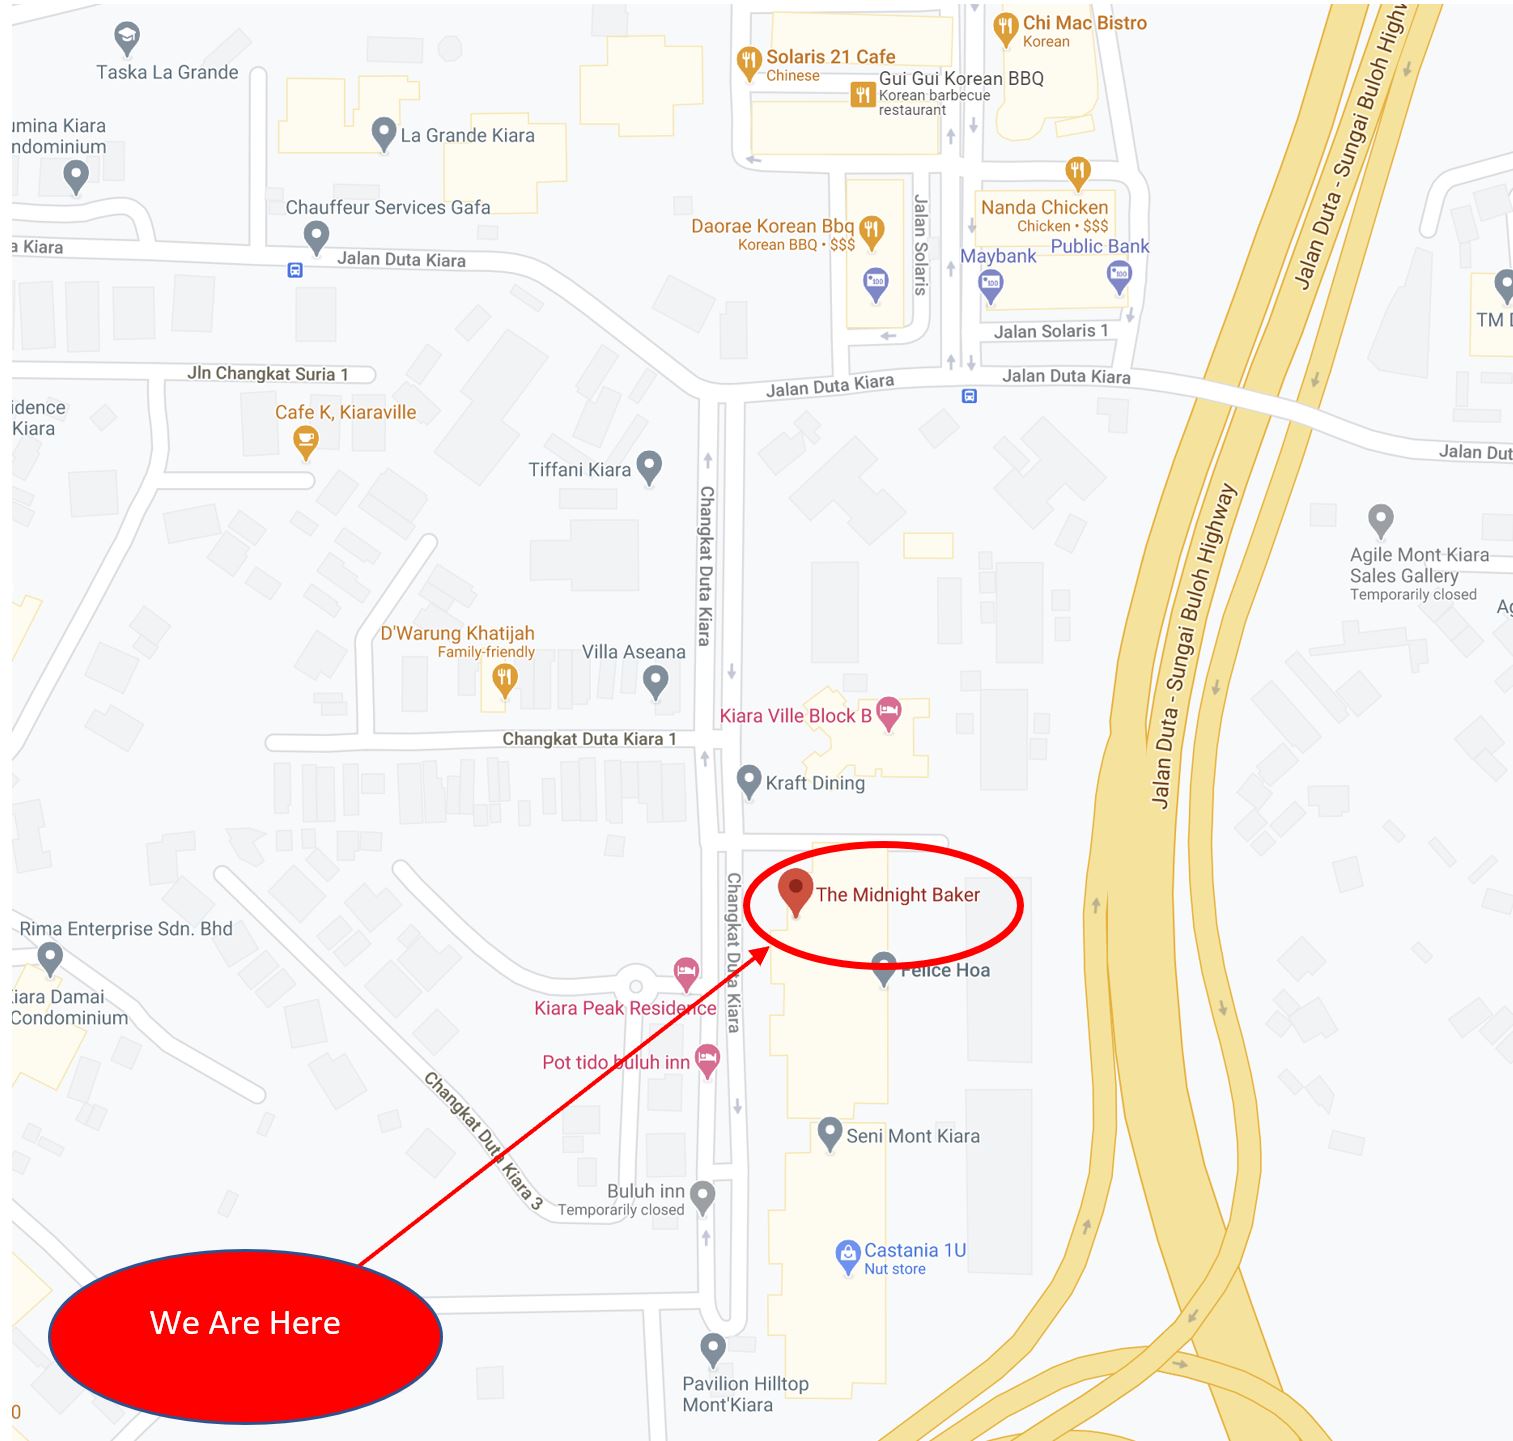 Taska La Grande
umina Kiara
ndominium
La Grande Kiara
Solaris 21 Cafe
Chinese
Gui Gui Korean BBQ
Korean barbecue
restaurant
Chi Mac Bistro
Korean
Jalan Duta - Sungai Buloh Highw
Chauffeur Services Gafa
a Kiara
Jalan Duta Kiara
Daorae Korean Bbq
Korean BBQ • $$$
Jalan Solaris
Nanda Chicken
Chicken • $$$
Maybank
Public Bank
Jalan Solaris 1
TM D
Jln Changkat Suria 1
Jalan Duta Kiara
Jalan Duta Kiara
idence
Kiara
Cafe K, Kiaraville
Jalan Dut
Tiffani Kiara
Changkat Duta Kiara
Jalan Duta - Sungai Buloh Highway
Agile Mont Kiara
Sales Gallery
Temporarily closed
Ag
D'Warung Khatijah
Family-friendly
Villa Aseana
Kiara Ville Block B
Changkat Duta Kiara 1
Kraft Dining
The Midnight Baker
Changkat Duta Kiara
Rima Enterprise Sdn. Bhd
Felice Hoa
Kiara Damai
Condominium
Kiara Peak Residence
Pot tido buluh inn
Changkat Duta Kiara 3
Seni Mont Kiara
Buluh inn
Temporarily closed
Castania 1U
Nut store
We Are Here
Pavilion Hilltop
Mont'Kiara
0